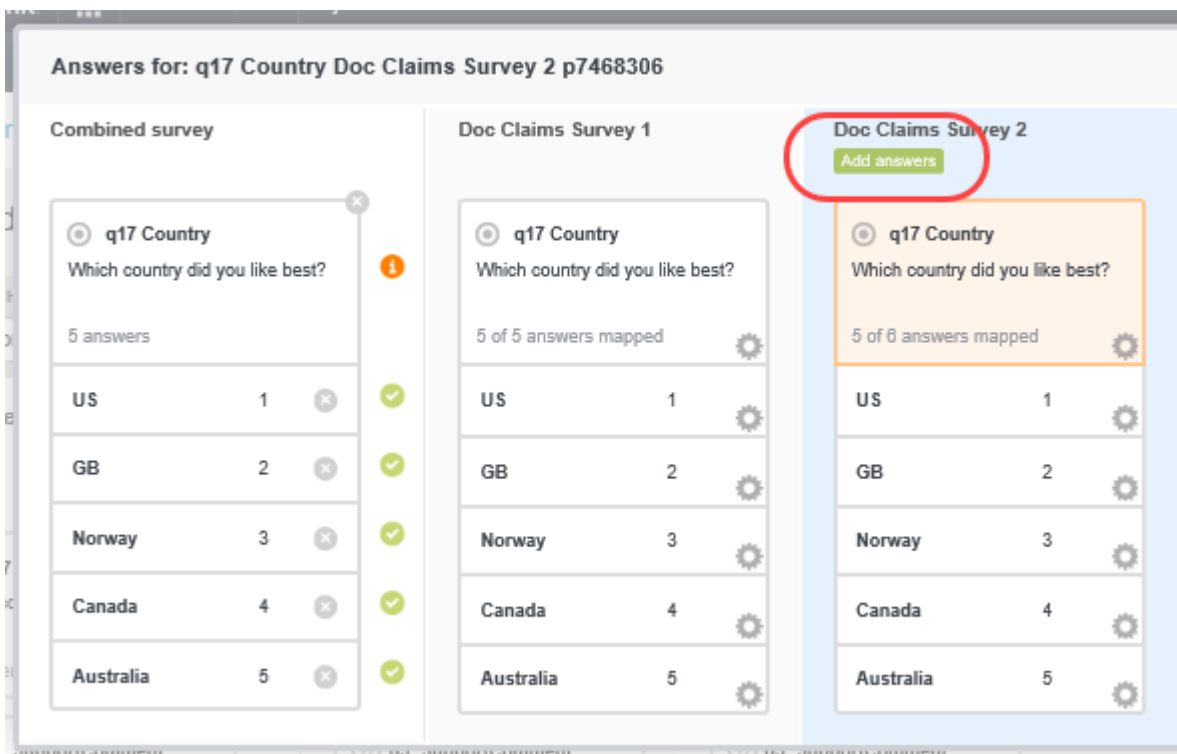 Answers for: q17 Country Doc Claims Survey 2 p7468306
Combined survey
Doc Claims Survey 1
Doc Claims Survey 2
Add answers
q17 Country
Which country did you like best?
5 answers
US 1
GB 2
Norway 3
Canada 4
Australia 5
q17 Country
Which country did you like best?
5 of 5 answers mapped
US 1
GB 2
Norway 3
Canada 4
Australia 5
q17 Country
Which country did you like best?
5 of 6 answers mapped
US 1
GB 2
Norway 3
Canada 4
Australia 5